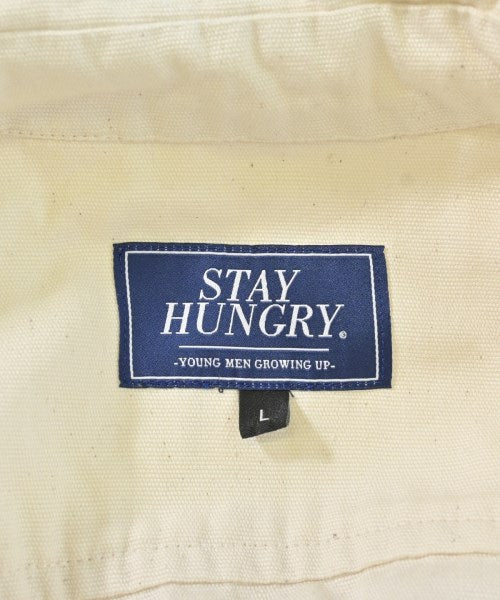 STAY
HUNGRY.®
-YOUNG MEN GROWING UP-
L